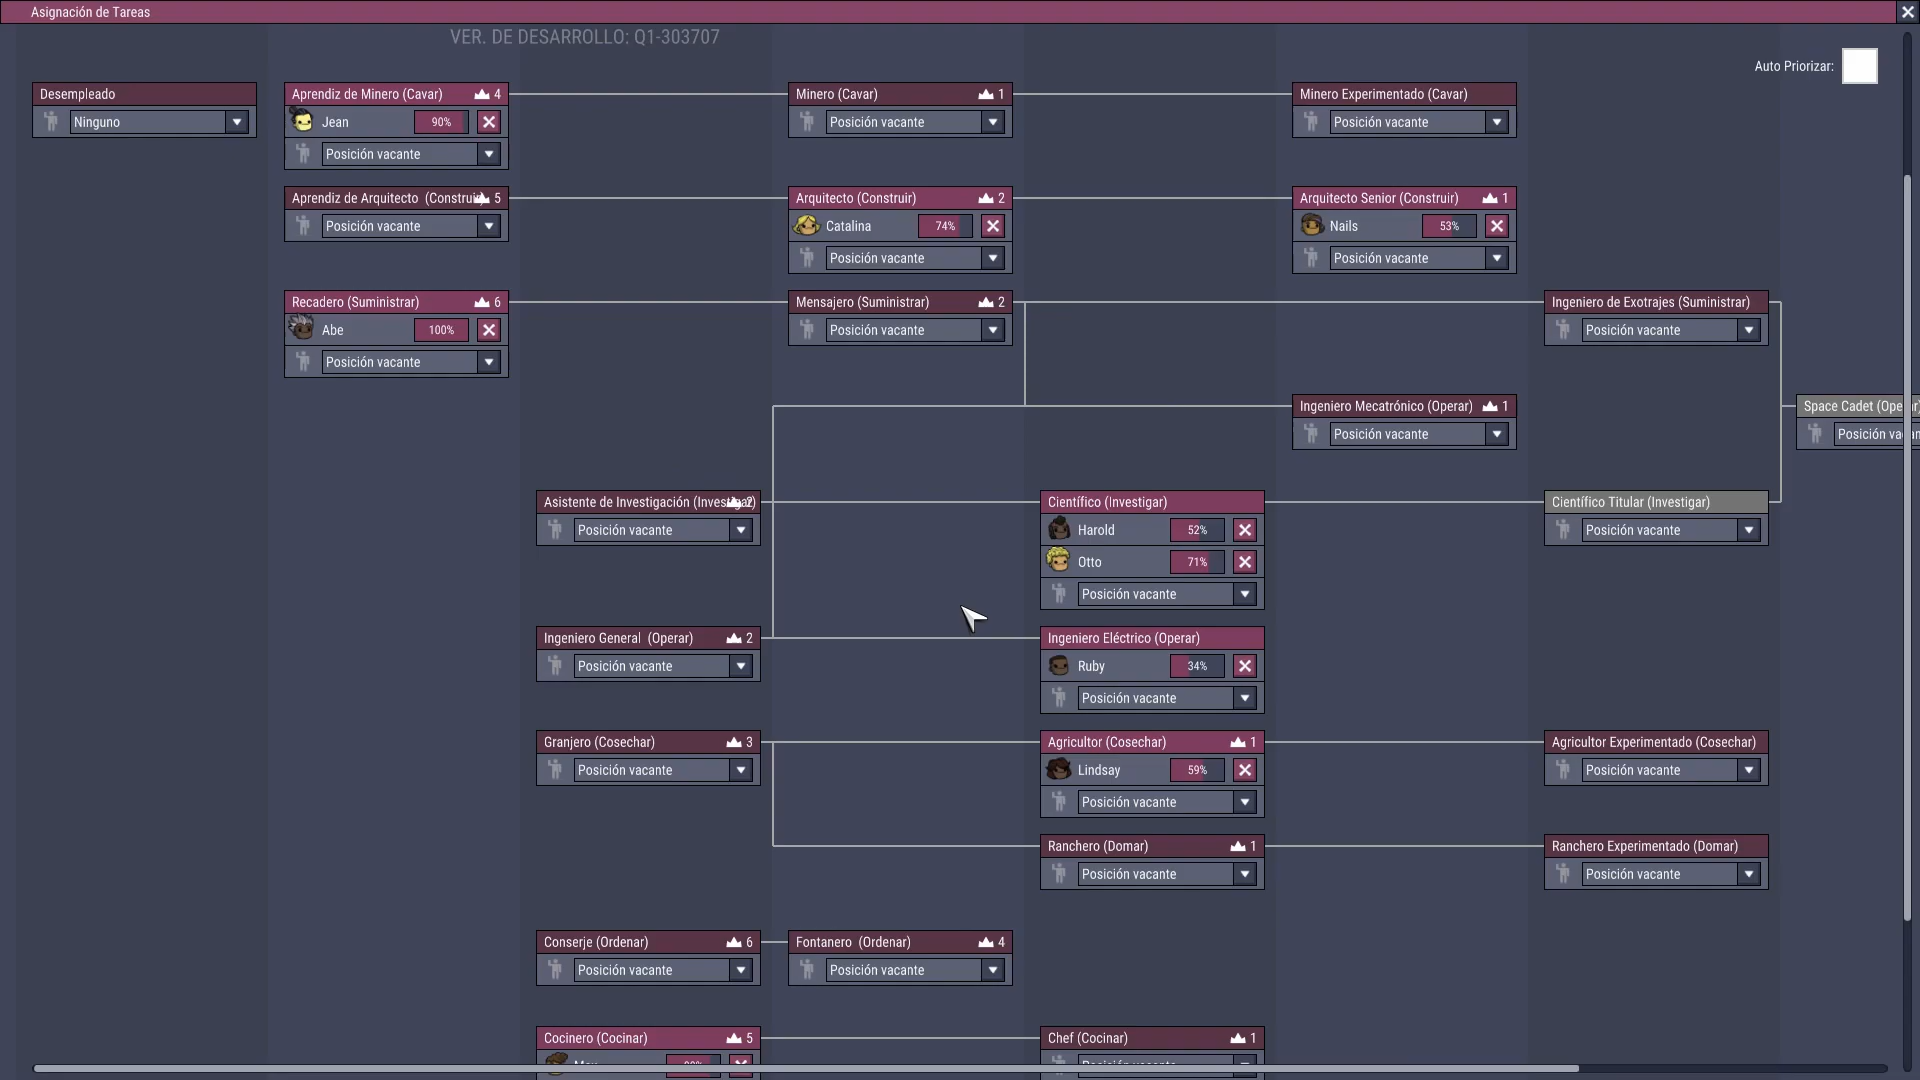 Asignación de Tareas
VER. DE DESARROLLO: Q1-303707
Auto Priorizar:
Desempleado
Ninguno
Aprendiz de Minero (Cavar) 4
Jean 90%
Posición vacante
Minero (Cavar) 1
Posición vacante
Minero Experimentado (Cavar)
Posición vacante
Aprendiz de Arquitecto (Construir) 5
Posición vacante
Arquitecto (Construir) 2
Catalina 74%
Posición vacante
Arquitecto Senior (Construir) 1
Nails 53%
Posición vacante
Recadero (Suministrar) 6
Abe 100%
Posición vacante
Mensajero (Suministrar) 2
Posición vacante
Ingeniero de Exotrajes (Suministrar)
Posición vacante
Ingeniero Mecatrónico (Operar) 1
Posición vacante
Space Cadet (Operar)
Posición
Asistente de Investigación (Investigar) 2
Posición vacante
Científico (Investigar)
Harold 52%
Otto 71%
Posición vacante
Científico Titular (Investigar)
Posición vacante
Ingeniero General (Operar) 2
Posición vacante
Ingeniero Eléctrico (Operar)
Ruby 34%
Posición vacante
Granjero (Cosechar) 3
Posición vacante
Agricultor (Cosechar) 1
Lindsay 59%
Posición vacante
Agricultor Experimentado (Cosechar)
Posición vacante
Ranchero (Domar) 1
Posición vacante
Ranchero Experimentado (Domar)
Posición vacante
Conserje (Ordenar) 6
Posición vacante
Fontanero (Ordenar) 4
Posición vacante
Cocinero (Cocinar) 5
Chef (Cocinar) 1
Posición vacante